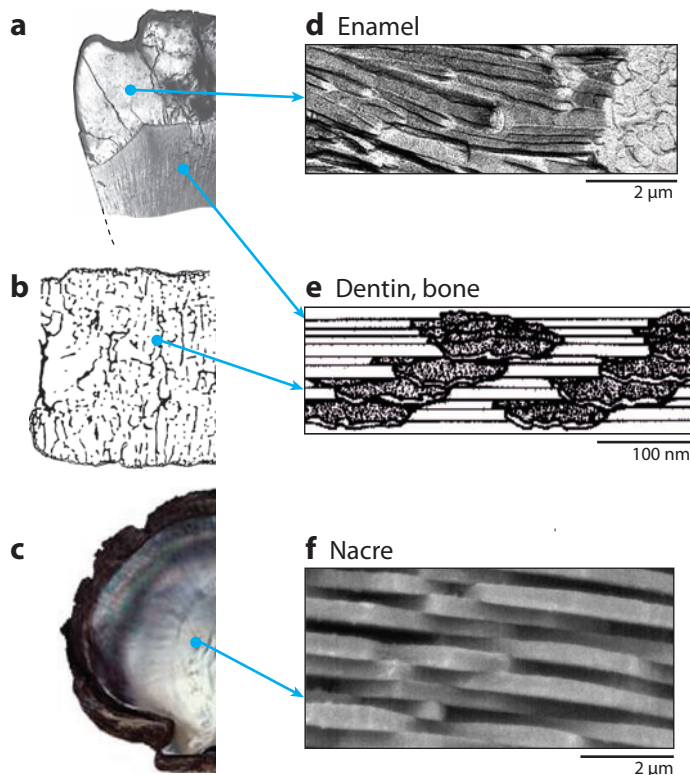 a
d Enamel
2 µm
b
e Dentin, bone
100 nm
c
f Nacre
2 µm